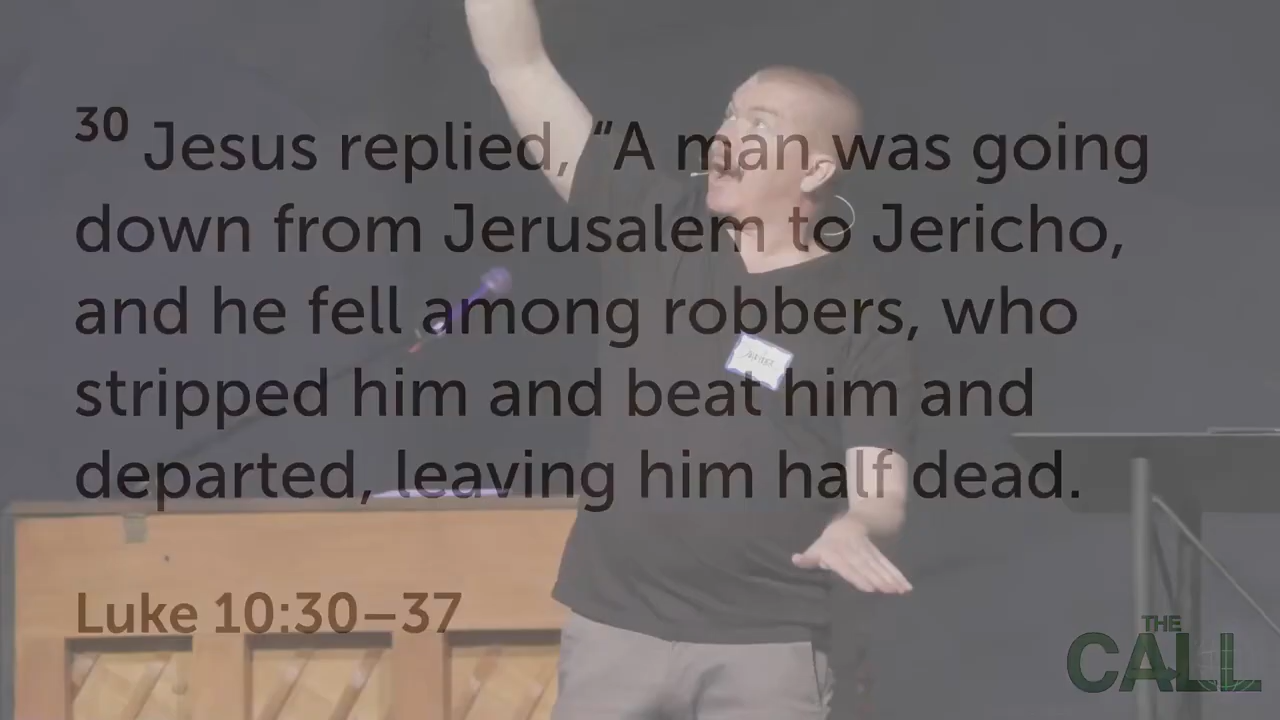 30 Jesus replied, “A man was going
down from Jerusalem to Jericho,
and he fell among robbers, who
stripped him and beat him and
departed, leaving him half dead.
Luke 10:30–37
THE
CALL